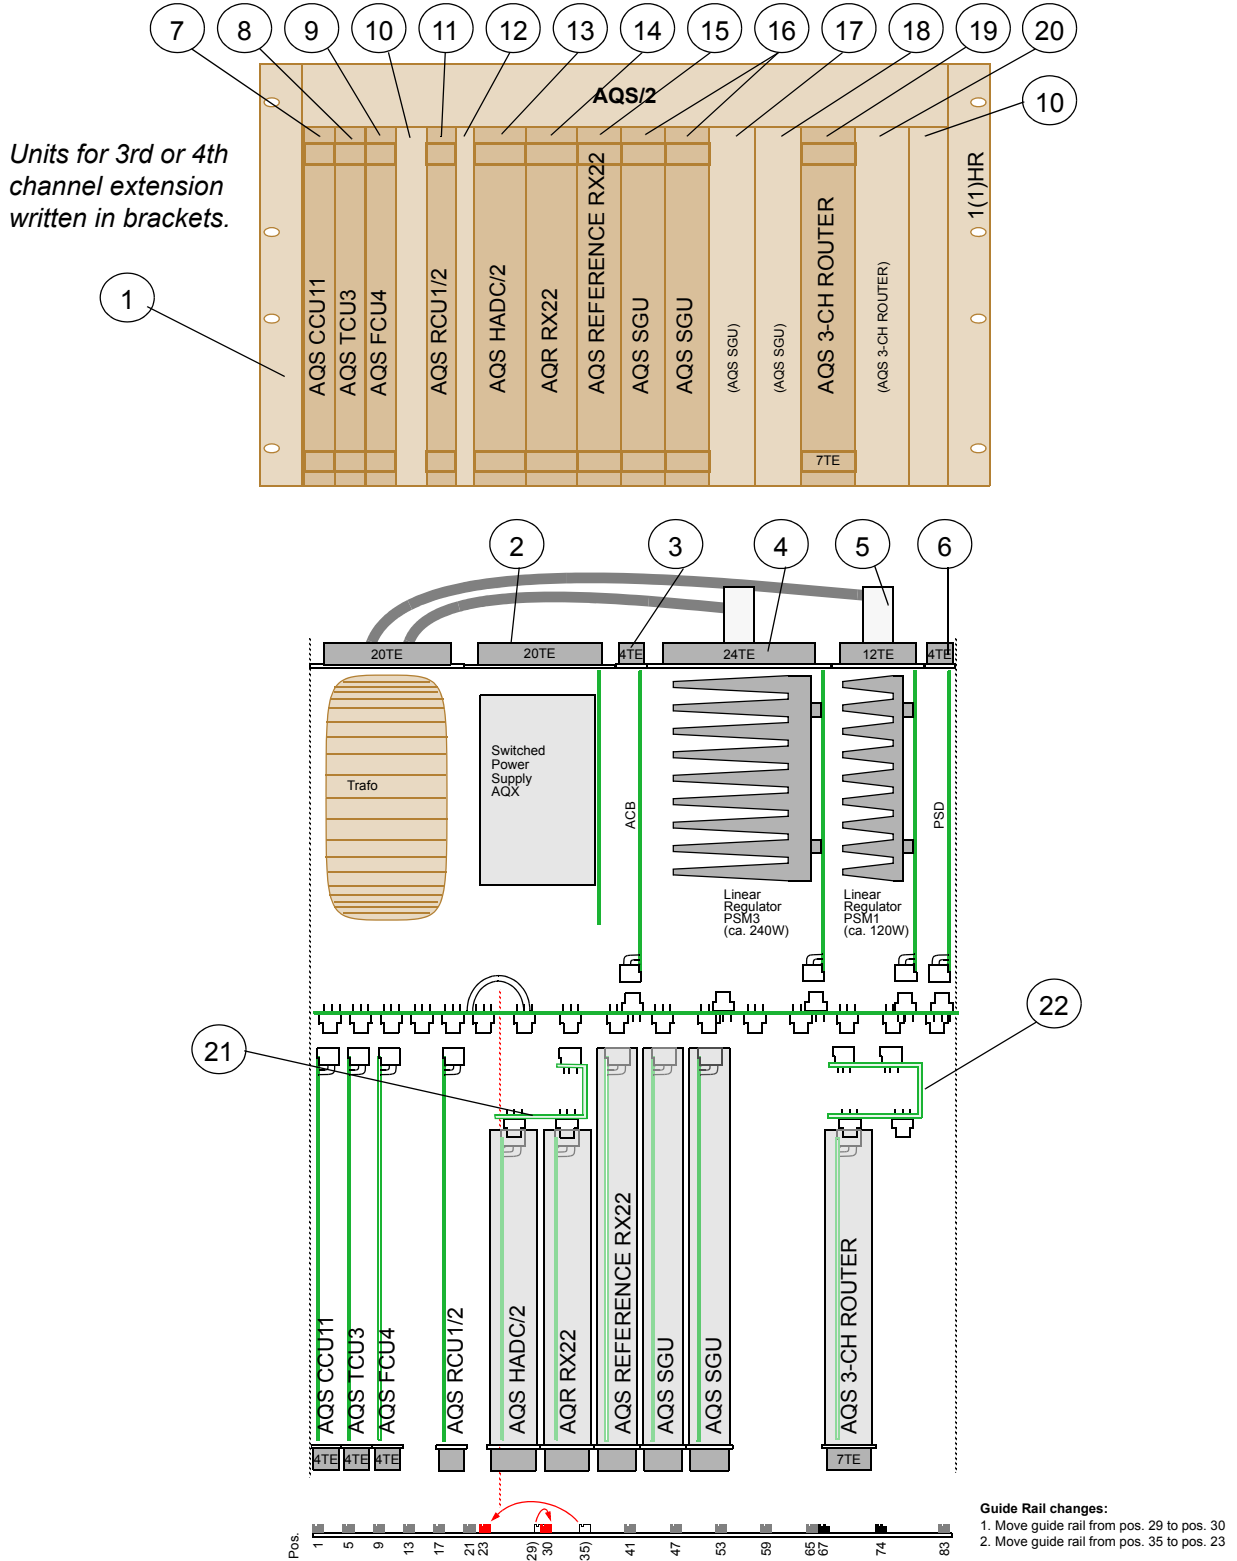 7 8 9 10 11 12 13 14 15 16 17 18 19 20
10
AQS/2
Units for 3rd or 4th
channel extension
written in brackets.
1
AQS CCU11
AQS TCU3
AQS FCU4
AQS RCU1/2
AQS HADC/2
AQR RX22
AQS REFERENCE RX22
AQS SGU
AQS SGU
(AQS SGU)
(AQS SGU)
AQS 3-CH ROUTER
7TE
(AQS 3-CH ROUTER)
1(1)HR
2 3 4 5 6
20TE 20TE 4TE 24TE 12TE 4TE
Trafo
Switched
Power
Supply
AQX
ACB
Linear
Regulator
PSM3
(ca. 240W)
Linear
Regulator
PSM1
(ca. 120W)
PSD
21
22
AQS CCU11
AQS TCU3
AQS FCU4
AQS RCU1/2
AQS HADC/2
AQR RX22
AQS REFERENCE RX22
AQS SGU
AQS SGU
AQS 3-CH ROUTER
4TE 4TE 4TE 7TE
Pos. 1 5 9 13 17 21 23 29) 30 35) 41 47 53 59 65 67 74 83
Guide Rail changes:
1. Move guide rail from pos. 29 to pos. 30
2. Move guide rail from pos. 35 to pos. 23